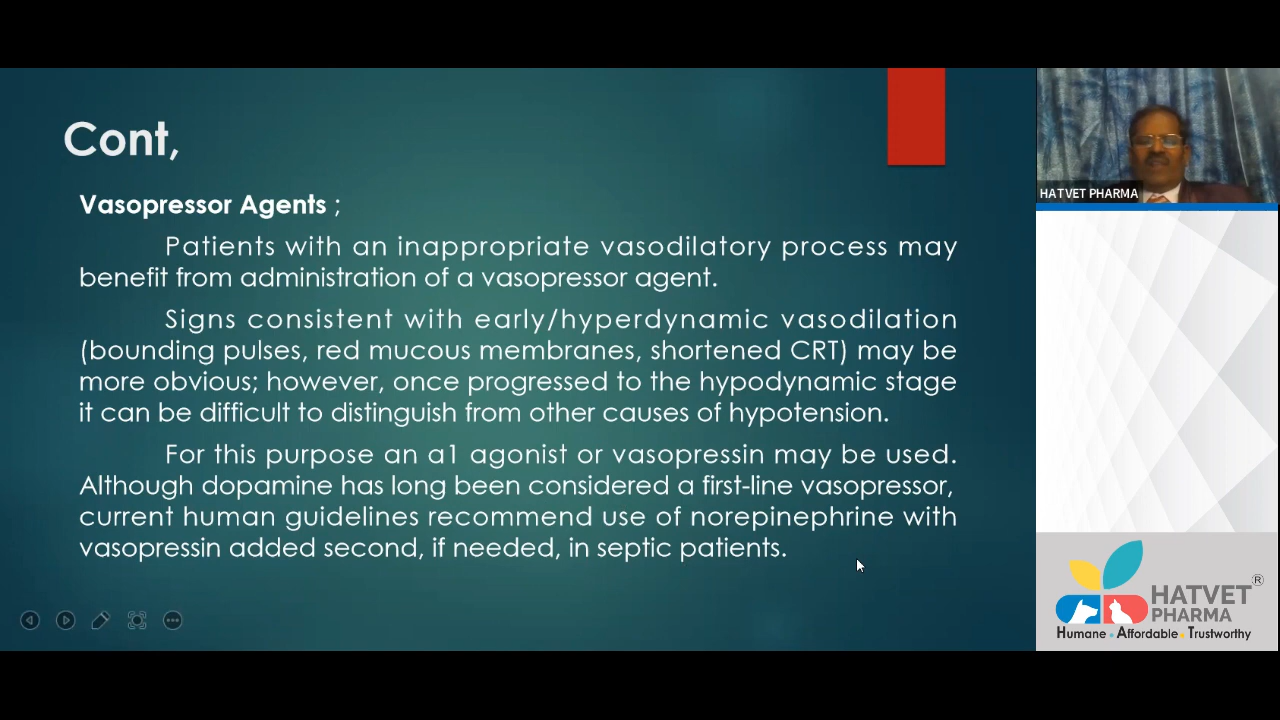 Cont,
Vasopressor Agents ;
Patients with an inappropriate vasodilatory process may
benefit from administration of a vasopressor agent.
Signs consistent with early/hyperdynamic vasodilation
(bounding pulses, red mucous membranes, shortened CRT) may be
more obvious; however, once progressed to the hypodynamic stage
it can be difficult to distinguish from other causes of hypotension.
For this purpose an a1 agonist or vasopressin may be used.
Although dopamine has long been considered a first-line vasopressor,
current human guidelines recommend use of norepinephrine with
vasopressin added second, if needed, in septic patients.
HATVET PHARMA
HATVET ®
PHARMA
Humane • Affordable • Trustworthy